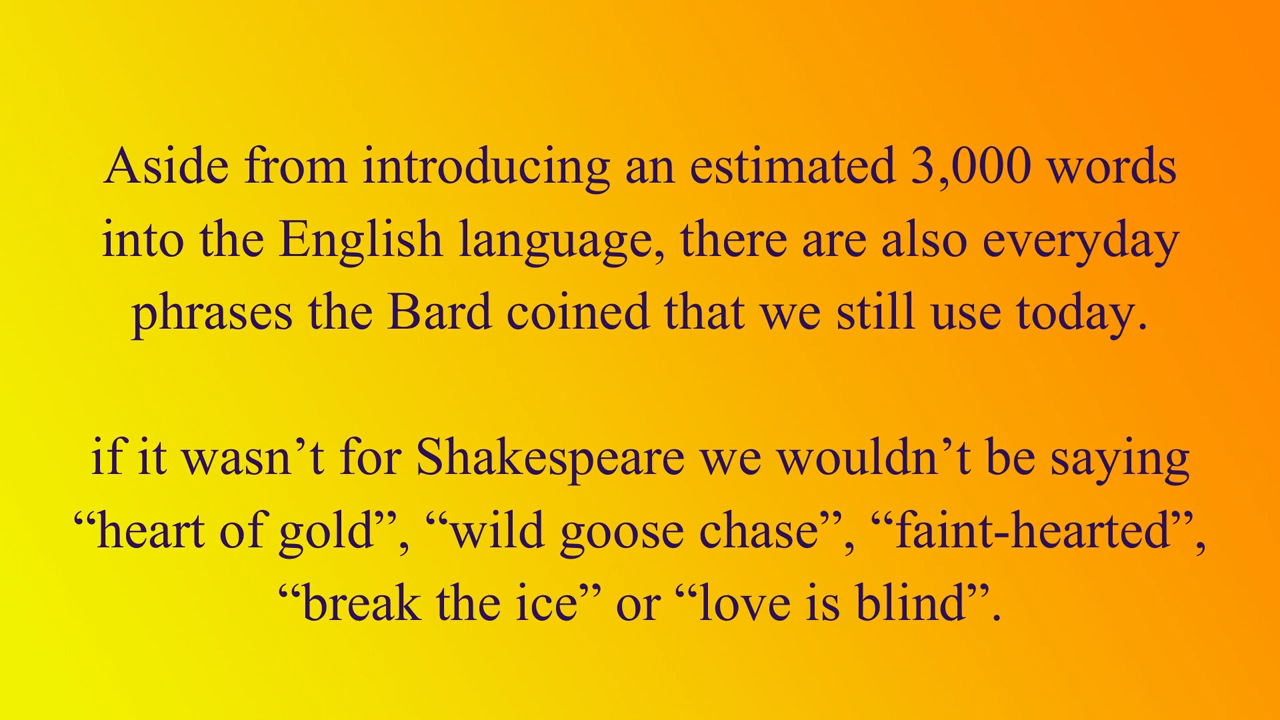 Aside from introducing an estimated 3,000 words
into the English language, there are also everyday
phrases the Bard coined that we still use today.
if it wasn’t for Shakespeare we wouldn’t be saying
“heart of gold”, “wild goose chase”, “faint-hearted”,
“break the ice” or “love is blind”.